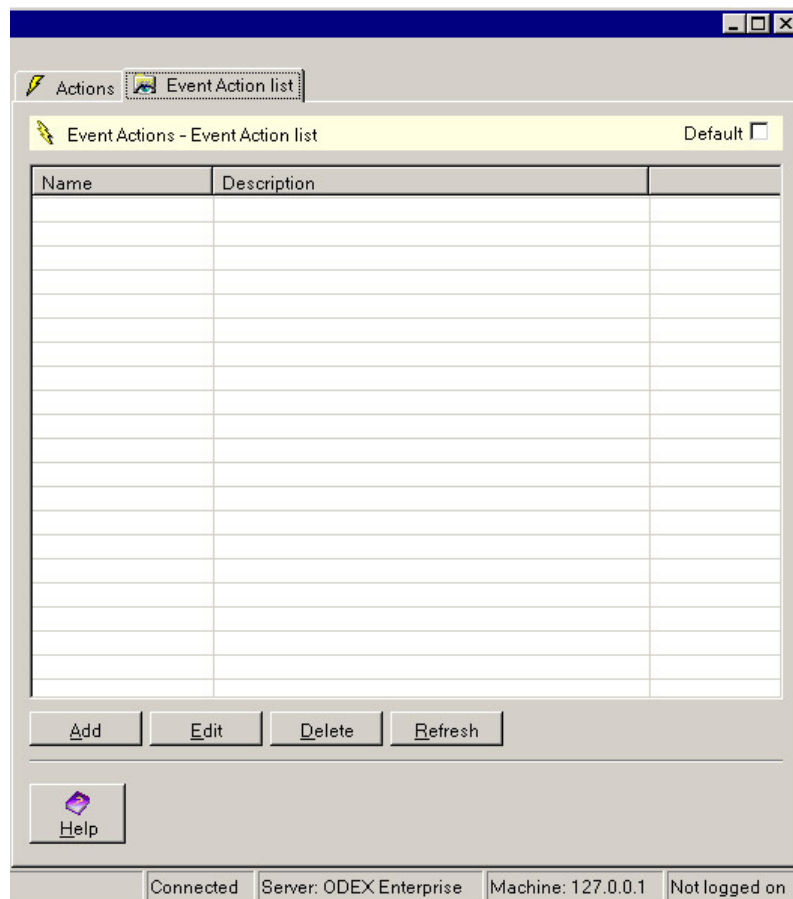 Actions Event Action list
Event Actions - Event Action list Default
Name Description
Add Edit Delete Refresh
Help
Connected Server: ODEX Enterprise Machine: 127.0.0.1 Not logged on